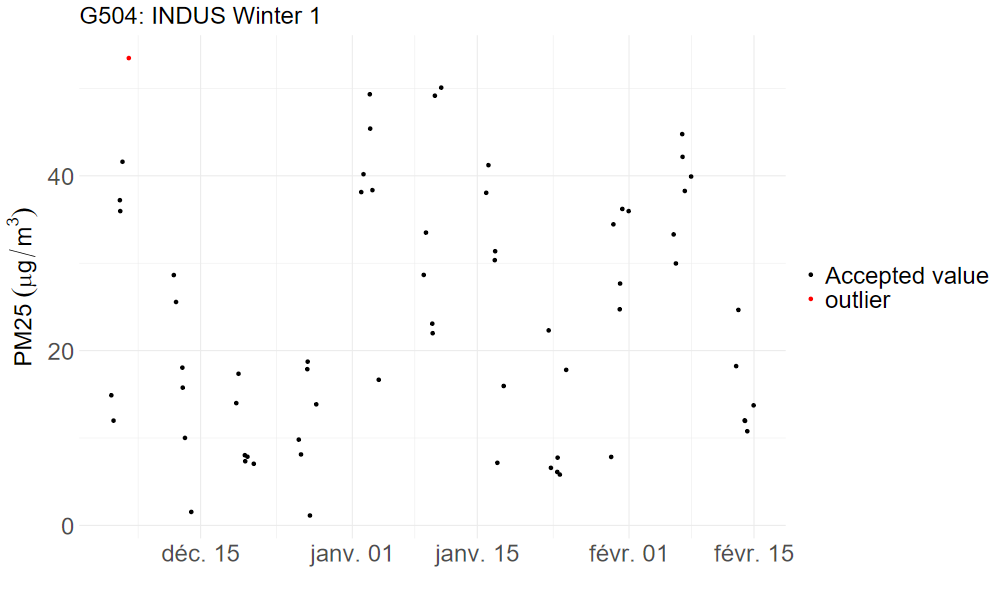 G504: INDUS Winter 1
PM25 (μg/m³)
40
20
0
déc. 15
janv. 01
janv. 15
févr. 01
févr. 15
Accepted value
outlier